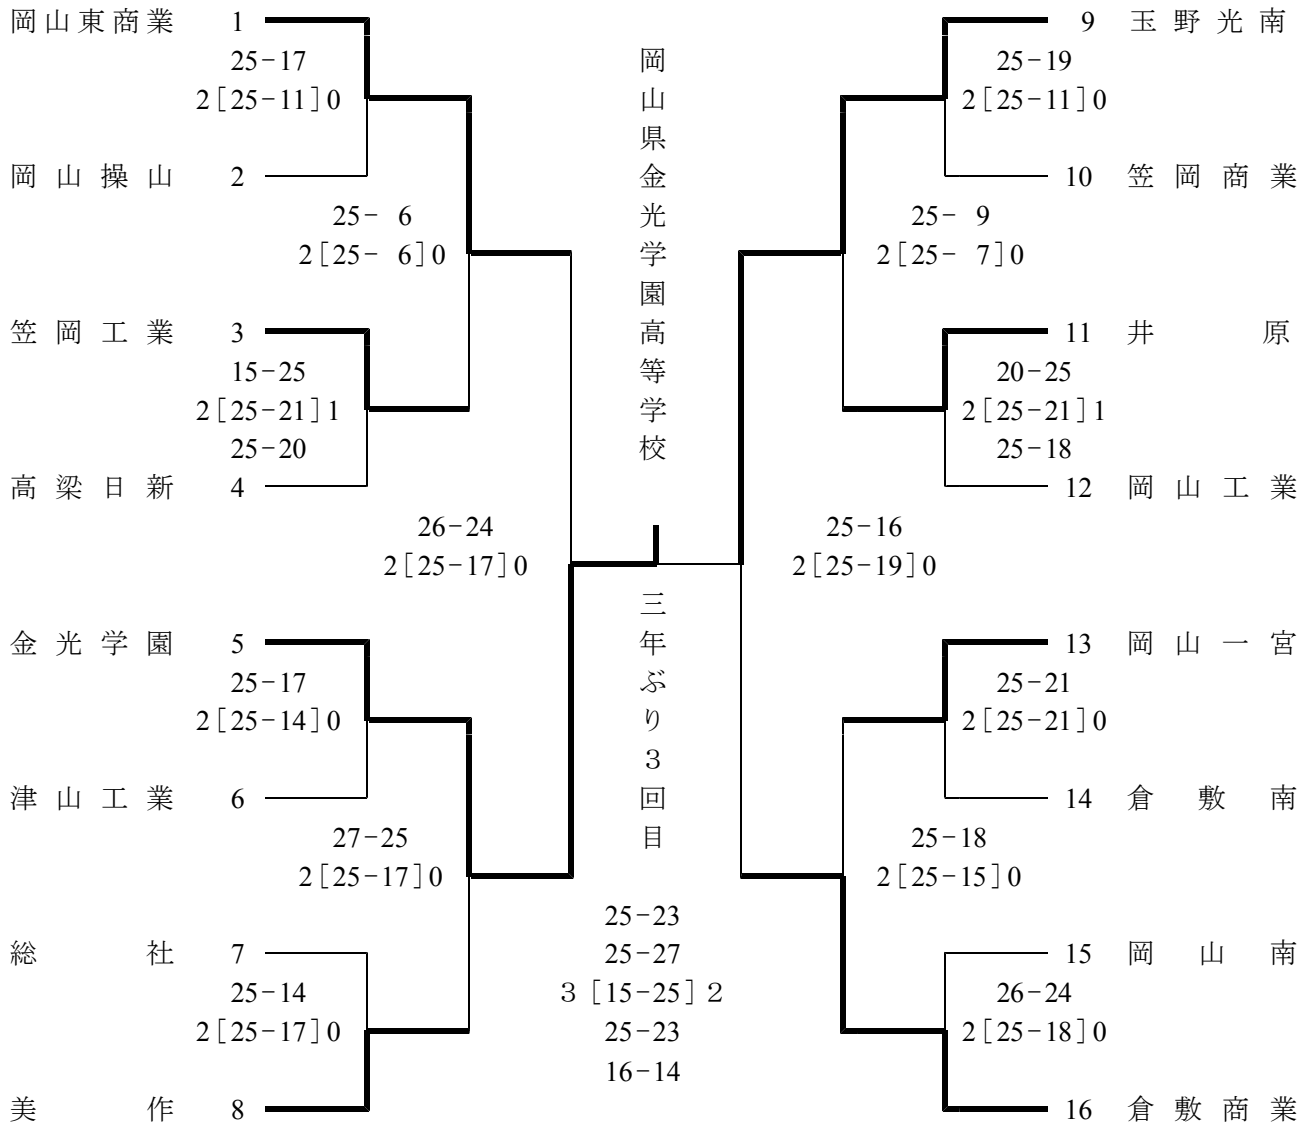 岡山東商業 1
25-17
2[25-11]0
岡山操山 2
25- 6
2[25- 6]0
笠岡工業 3
15-25
2[25-21]1
25-20
高梁日新 4
26-24
2[25-17]0
金光学園 5
25-17
2[25-14]0
津山工業 6
27-25
2[25-17]0
総社 7
25-14
2[25-17]0
美作 8
岡山県金光学園高等学校
三年ぶり3回目
25-23
25-27
3[15-25]2
25-23
16-14
9 玉野光南
25-19
2[25-11]0
10 笠岡商業
25- 9
2[25- 7]0
11 井原
20-25
2[25-21]1
25-18
12 岡山工業
25-16
2[25-19]0
13 岡山一宮
25-21
2[25-21]0
14 倉敷南
25-18
2[25-15]0
15 岡山南
26-24
2[25-18]0
16 倉敷商業